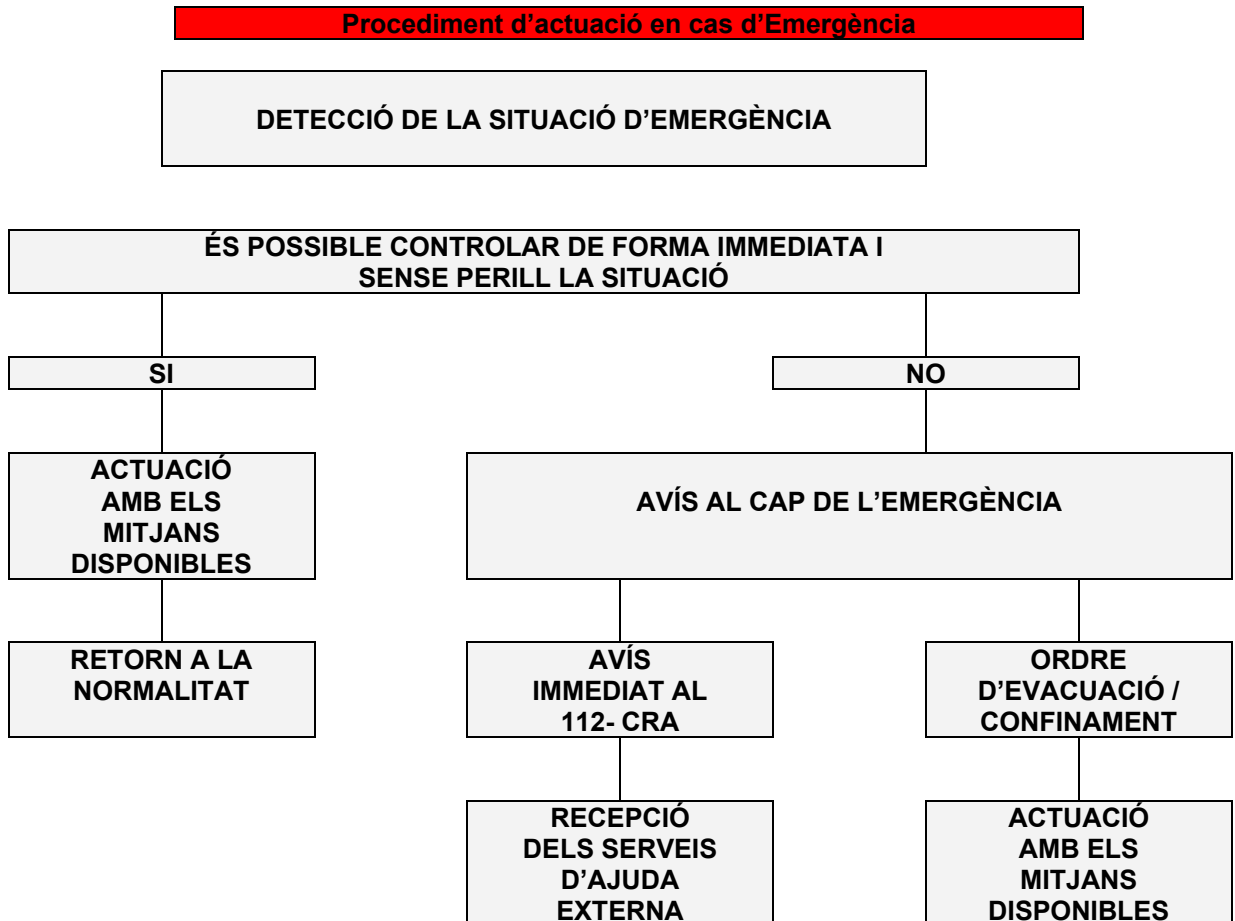 Procediment d'actuació en cas d'Emergència
DETECCIÓ DE LA SITUACIÓ D'EMERGÈNCIA
ÉS POSSIBLE CONTROLAR DE FORMA IMMEDIATA I
SENSE PERILL LA SITUACIÓ
SI
NO
ACTUACIÓ
AMB ELS
MITJANS
DISPONIBLES
AVÍS AL CAP DE L'EMERGÈNCIA
RETORN A LA
NORMALITAT
AVÍS
IMMEDIAT AL
112- CRA
ORDRE
D'EVACUACIÓ /
CONFINAMENT
RECEPCIÓ
DELS SERVEIS
D'AJUDA
EXTERNA
ACTUACIÓ
AMB ELS
MITJANS
DISPONIBLES